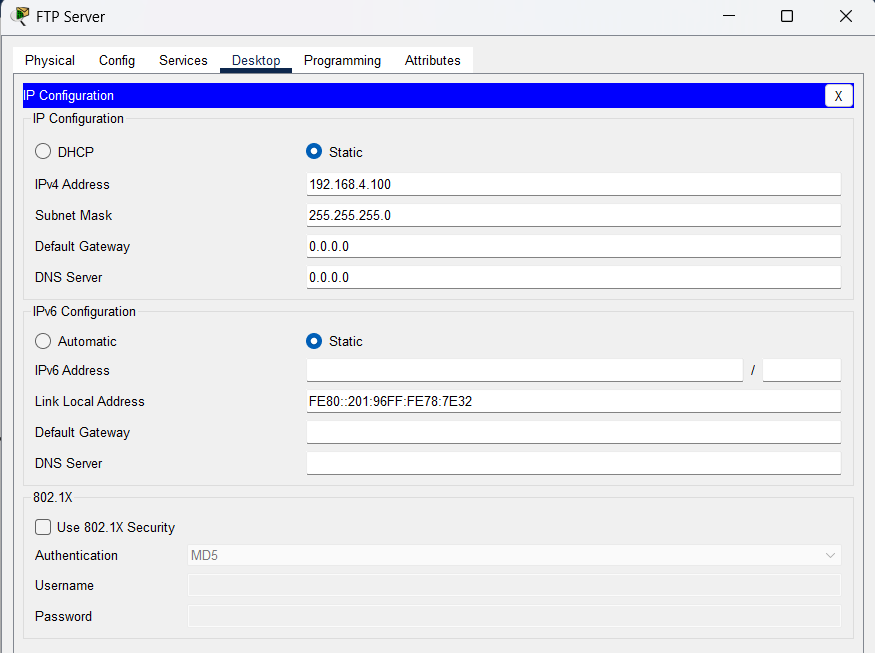 FTP Server
Physical Config Services Desktop Programming Attributes
IP Configuration X
IP Configuration
DHCP Static
IPv4 Address 192.168.4.100
Subnet Mask 255.255.255.0
Default Gateway 0.0.0.0
DNS Server 0.0.0.0
IPv6 Configuration
Automatic Static
IPv6 Address /
Link Local Address FE80::201:96FF:FE78:7E32
Default Gateway
DNS Server
802.1X
Use 802.1X Security
Authentication MD5
Username
Password